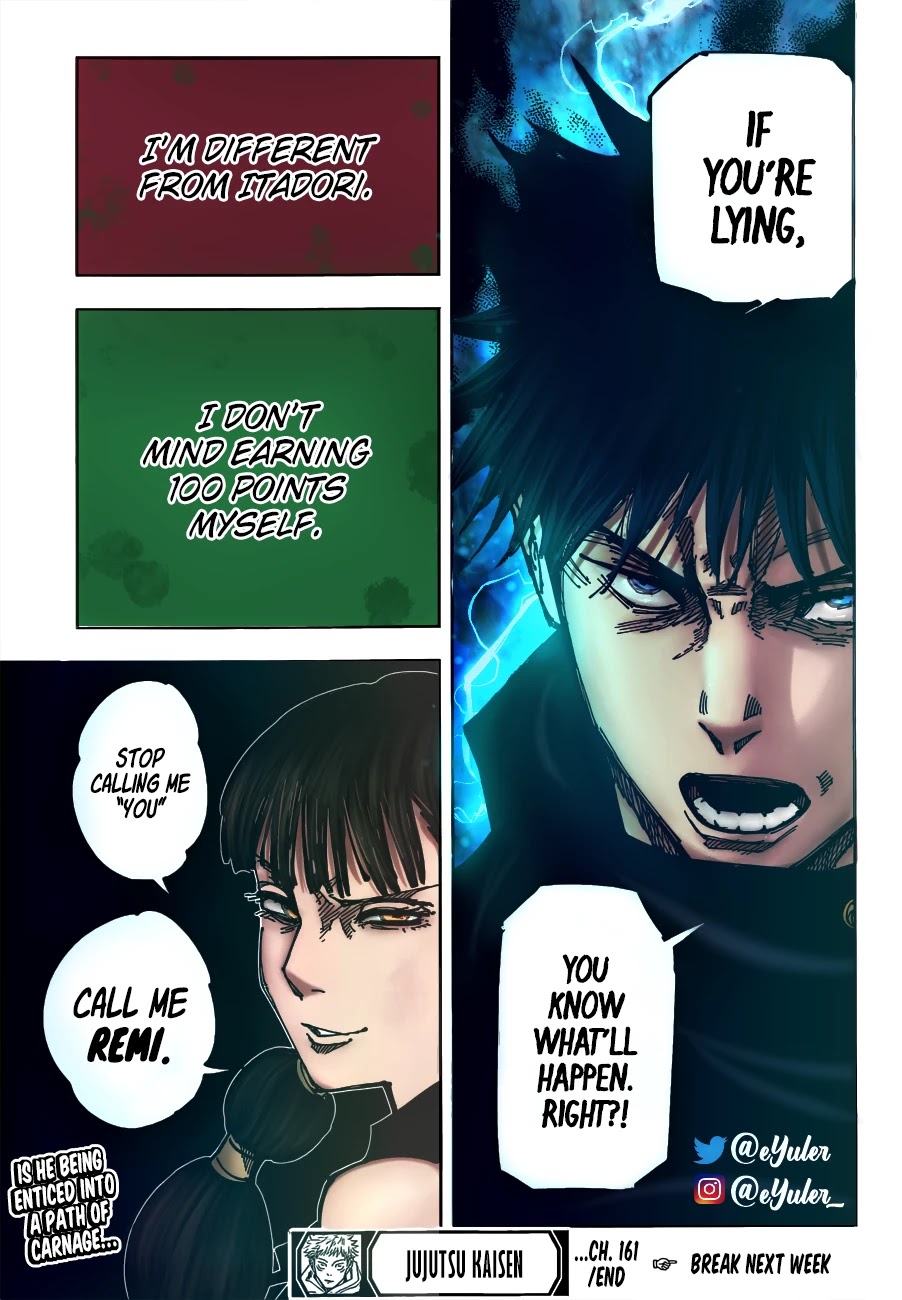 IF
YOU'RE
LYING,
YOU
KNOW
WHAT'LL
HAPPEN.
RIGHT?!
I'M DIFFERENT
FROM ITADORI.
I DON'T
MIND EARNING
100 POINTS
MYSELF.
STOP
CALLING ME
"YOU"
CALL ME
REMI.
IS HE BEING
ENTICED INTO
A PATH OF
CARNAGE...
@eYuler
@eYuler_
JUJUTSU KAISEN
...CH. 161
/END
☞ BREAK NEXT WEEK